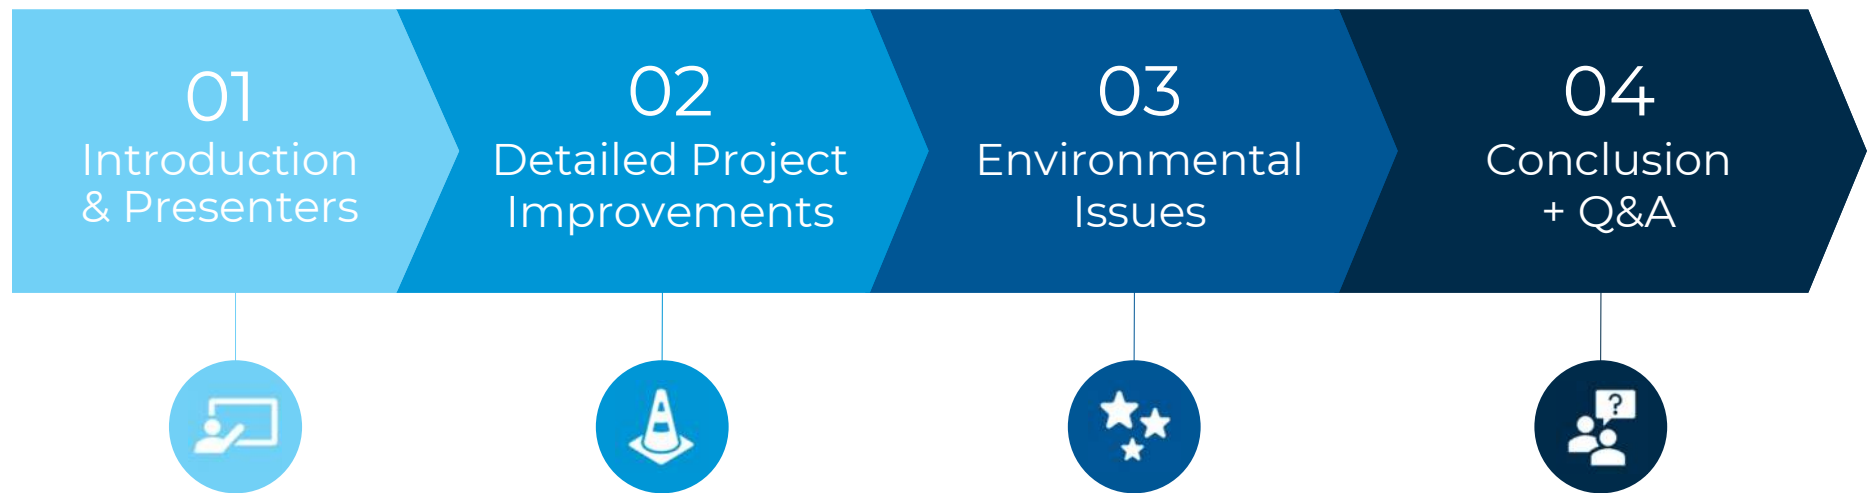 01
Introduction
& Presenters
02
Detailed Project
Improvements
03
Environmental
Issues
04
Conclusion
+ Q&A
?